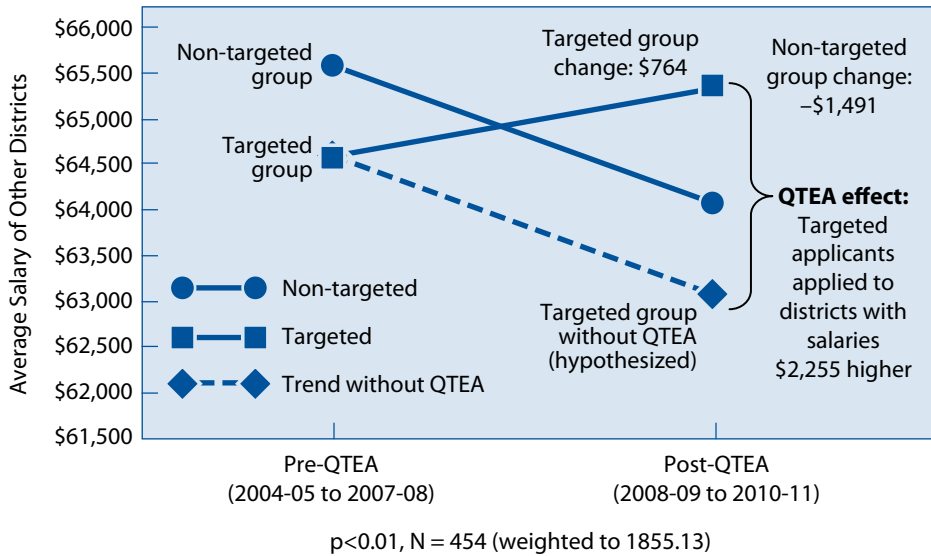 Average Salary of Other Districts
$66,000
$65,500
$65,000
$64,500
$64,000
$63,500
$63,000
$62,500
$62,000
$61,500
Non-targeted
group
Targeted
group
Targeted group
change: $764
Non-targeted
group change:
–$1,491
QTEA effect:
Targeted
applicants
applied to
districts with
salaries
$2,255 higher
Targeted group
without QTEA
(hypothesized)
Non-targeted
Targeted
Trend without QTEA
Pre-QTEA
(2004-05 to 2007-08)
Post-QTEA
(2008-09 to 2010-11)
p<0.01, N = 454 (weighted to 1855.13)